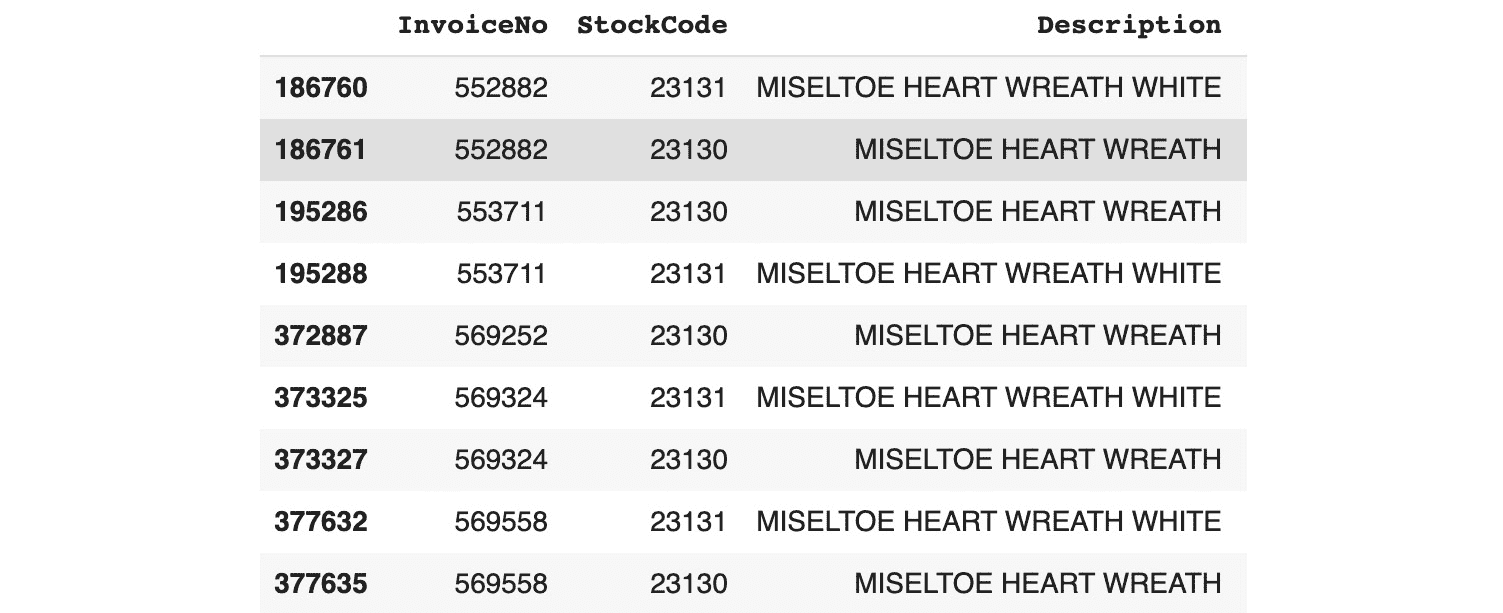 InvoiceNo StockCode Description
186760 552882 23131 MISELTOE HEART WREATH WHITE
186761 552882 23130 MISELTOE HEART WREATH
195286 553711 23130 MISELTOE HEART WREATH
195288 553711 23131 MISELTOE HEART WREATH WHITE
372887 569252 23130 MISELTOE HEART WREATH
373325 569324 23131 MISELTOE HEART WREATH WHITE
373327 569324 23130 MISELTOE HEART WREATH
377632 569558 23131 MISELTOE HEART WREATH WHITE
377635 569558 23130 MISELTOE HEART WREATH